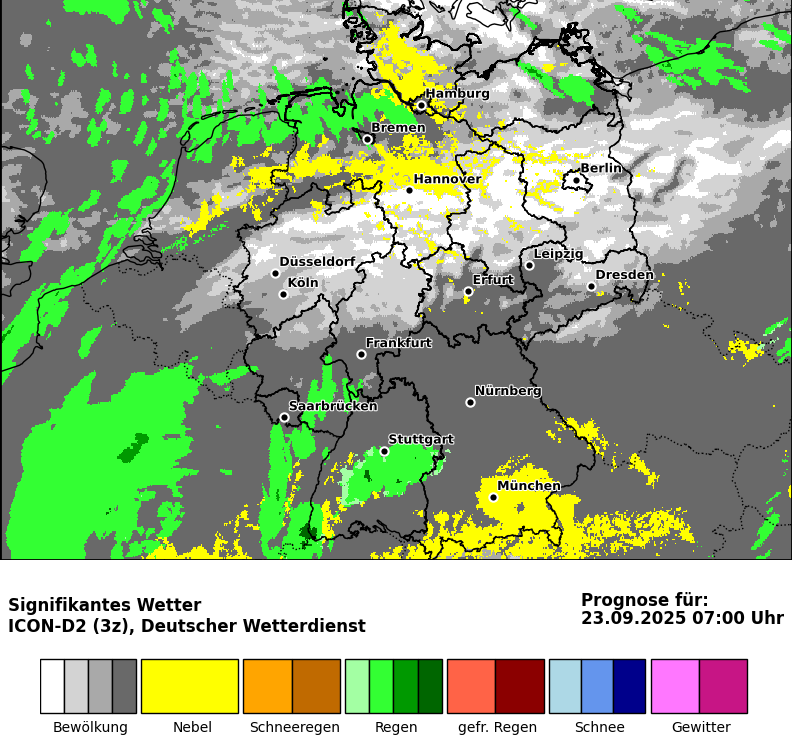 Hamburg
Bremen
Berlin
Hannover
Leipzig
Düsseldorf
Dresden
Köln
Erfurt
Frankfurt
Nürnberg
Saarbrücken
Stuttgart
München
Signifikantes Wetter
ICON-D2 (3z), Deutscher Wetterdienst
Prognose für:
23.09.2025 07:00 Uhr
Bewölkung
Nebel
Schneeregen
Regen
gefr. Regen
Schnee
Gewitter